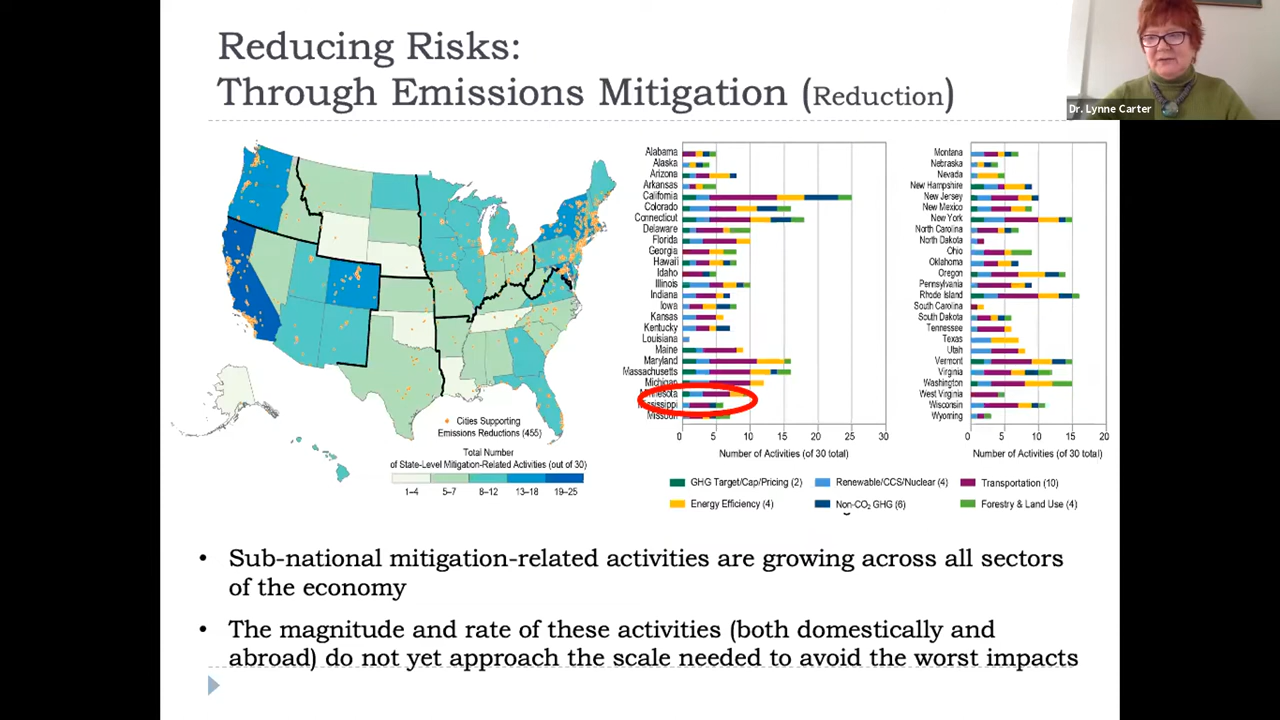 Reducing Risks:
Through Emissions Mitigation (Reduction)
Dr. Lynne Carter
Cities Supporting
Emissions Reductions (455)
Total Number
of State-Level Mitigation-Related Activities (out of 30)
1–4 5–7 8–12 13–18 19–25
Alabama
Alaska
Arizona
Arkansas
California
Colorado
Connecticut
Delaware
Florida
Georgia
Hawai'i
Idaho
Illinois
Indiana
Iowa
Kansas
Kentucky
Louisiana
Maine
Maryland
Massachusetts
Michigan
Minnesota
Mississippi
Missouri
0 5 10 15 20 25 30
Number of Activities (of 30 total)
Montana
Nebraska
Nevada
New Hampshire
New Jersey
New Mexico
New York
North Carolina
North Dakota
Ohio
Oklahoma
Oregon
Pennsylvania
Rhode Island
South Carolina
South Dakota
Tennessee
Texas
Utah
Vermont
Virginia
Washington
West Virginia
Wisconsin
Wyoming
0 5 10 15 20
Number of Activities (of 30 total)
GHG Target/Cap/Pricing (2) Renewable/CCS/Nuclear (4) Transportation (10)
Energy Efficiency (4) Non-CO₂ GHG (6) Forestry & Land Use (4)
• Sub-national mitigation-related activities are growing across all sectors
of the economy
• The magnitude and rate of these activities (both domestically and
abroad) do not yet approach the scale needed to avoid the worst impacts